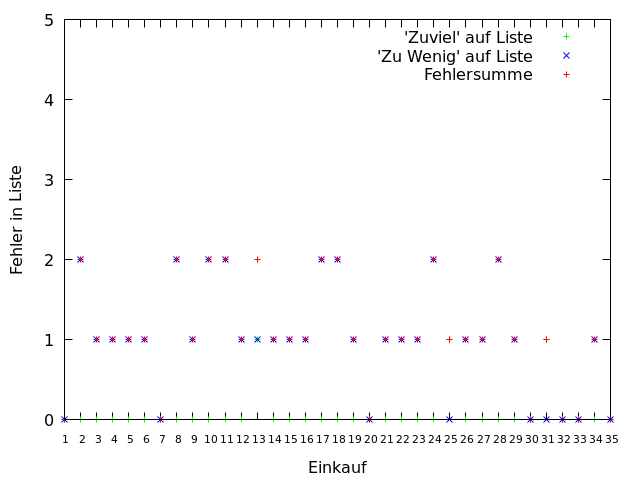 5
'Zuviel' auf Liste
'Zu Wenig' auf Liste
Fehlersumme
4
3
Fehler in Liste
2
1
0
1 2 3 4 5 6 7 8 9 10 11 12 13 14 15 16 17 18 19 20 21 22 23 24 25 26 27 28 29 30 31 32 33 34 35
Einkauf